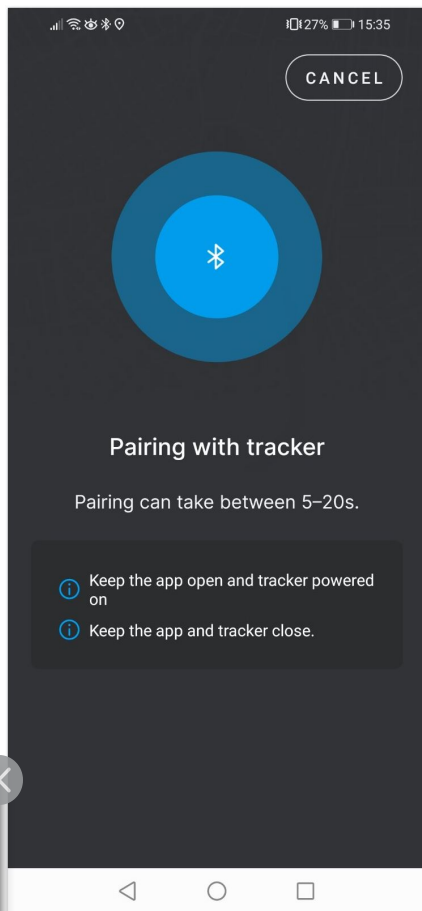 27% 15:35
CANCEL
Pairing with tracker
Pairing can take between 5–20s.
Keep the app open and tracker powered
on
Keep the app and tracker close.